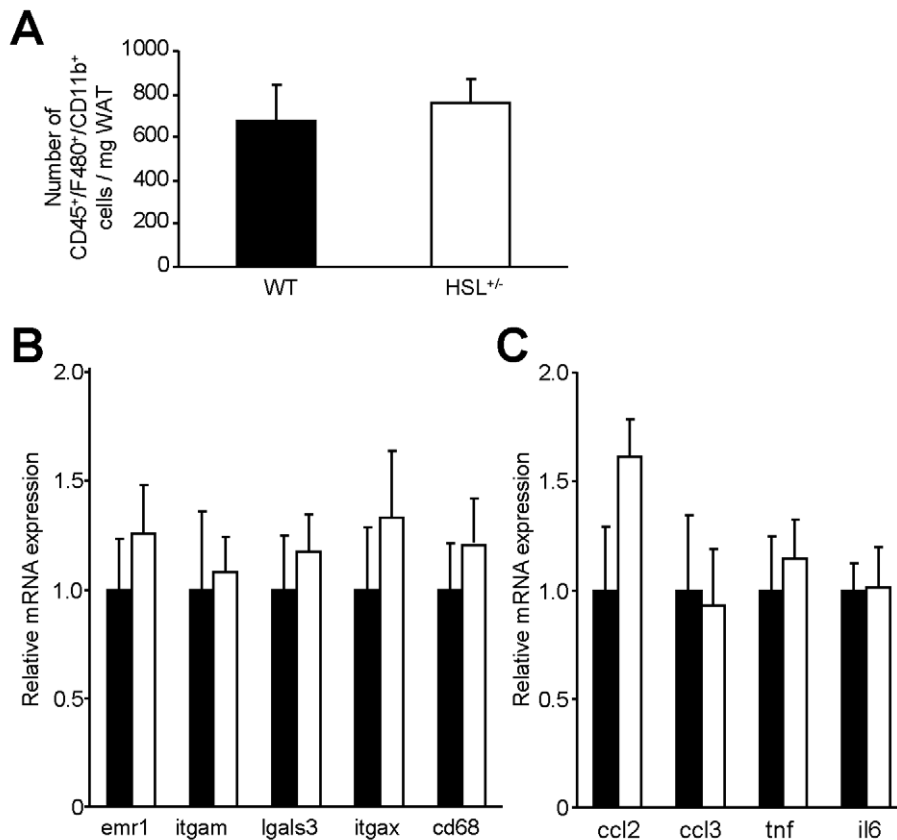 A
Number of
CD45⁺/F480⁺/CD11b⁺
cells / mg WAT
1000
800
600
400
200
0
WT HSL⁺/⁻
B
Relative mRNA expression
2.0
1.5
1.0
0.5
0
emr1 itgam lgals3 itgax cd68
C
Relative mRNA expression
2.0
1.5
1.0
0.5
0
ccl2 ccl3 tnf il6